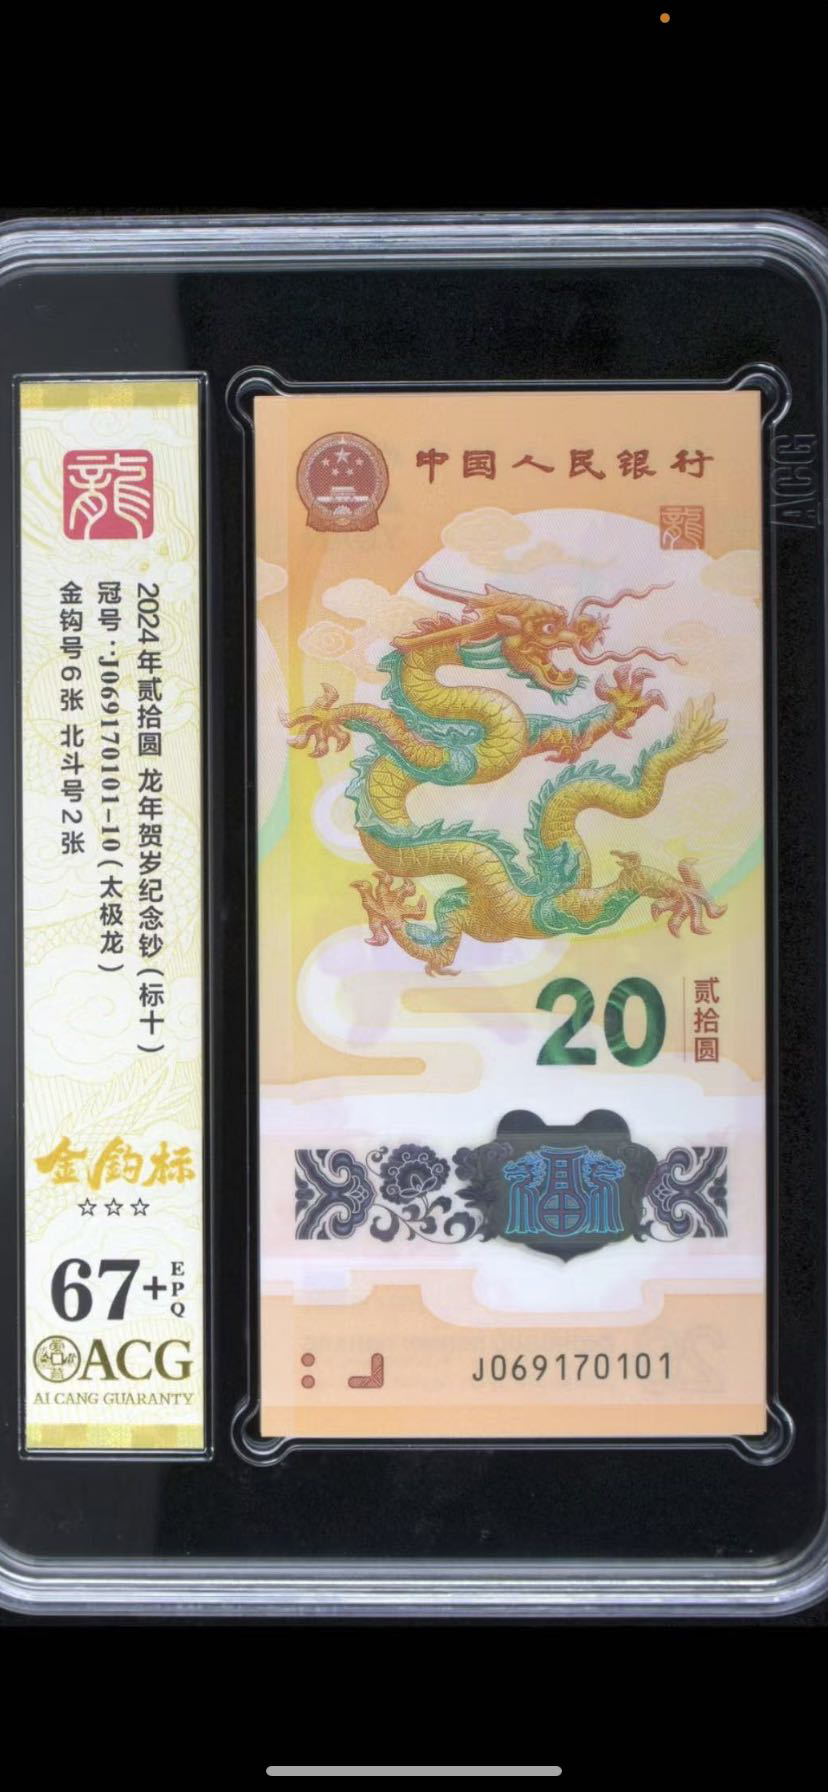 龍
2024年贰拾圆 龙年贺岁纪念钞(标十)
冠号:J069170101-10(太极龙)
金钩号6张 北斗号2张
金钩标
☆☆☆
67+EPQ
ACG
AI CANG GUARANTY
中国人民银行
龍
20 贰拾圆
福
J069170101
ACG